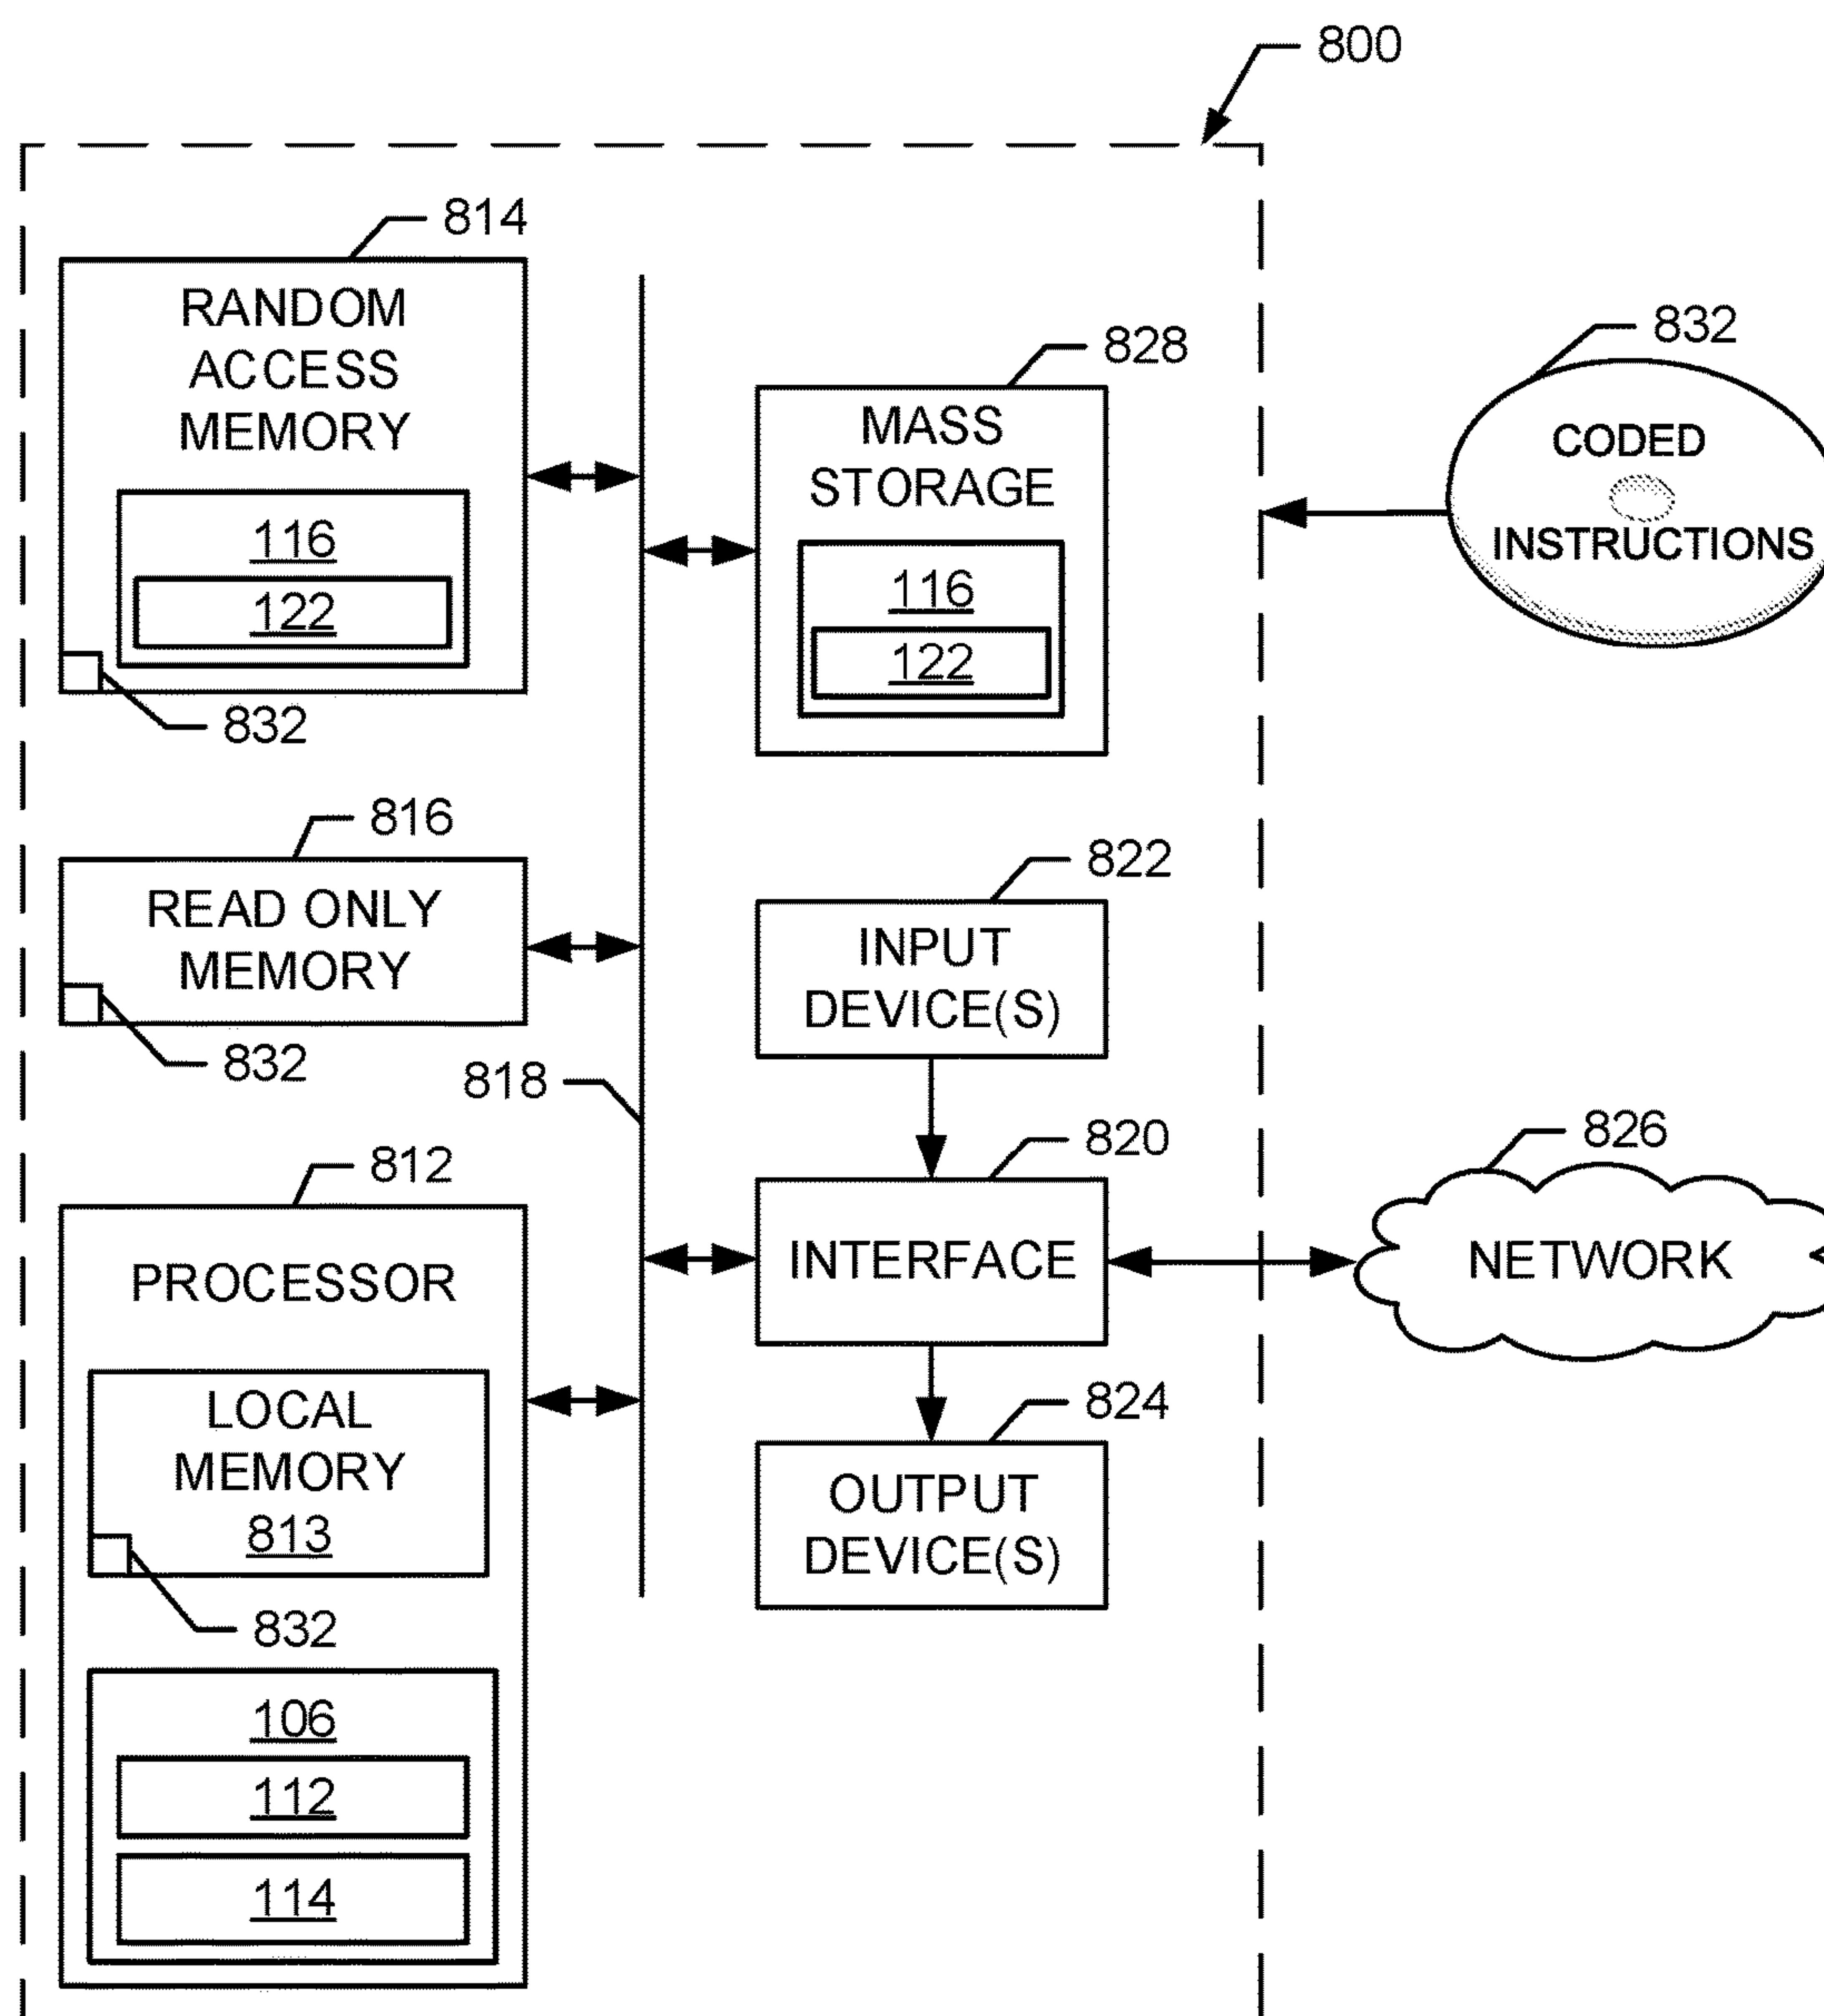 800
814
RANDOM
ACCESS
MEMORY
116
122
832
828
MASS
STORAGE
116
122
832
CODED
INSTRUCTIONS
816
READ ONLY
MEMORY
832
822
INPUT
DEVICE(S)
818
812
PROCESSOR
LOCAL
MEMORY
813
832
106
112
114
820
INTERFACE
826
NETWORK
824
OUTPUT
DEVICE(S)